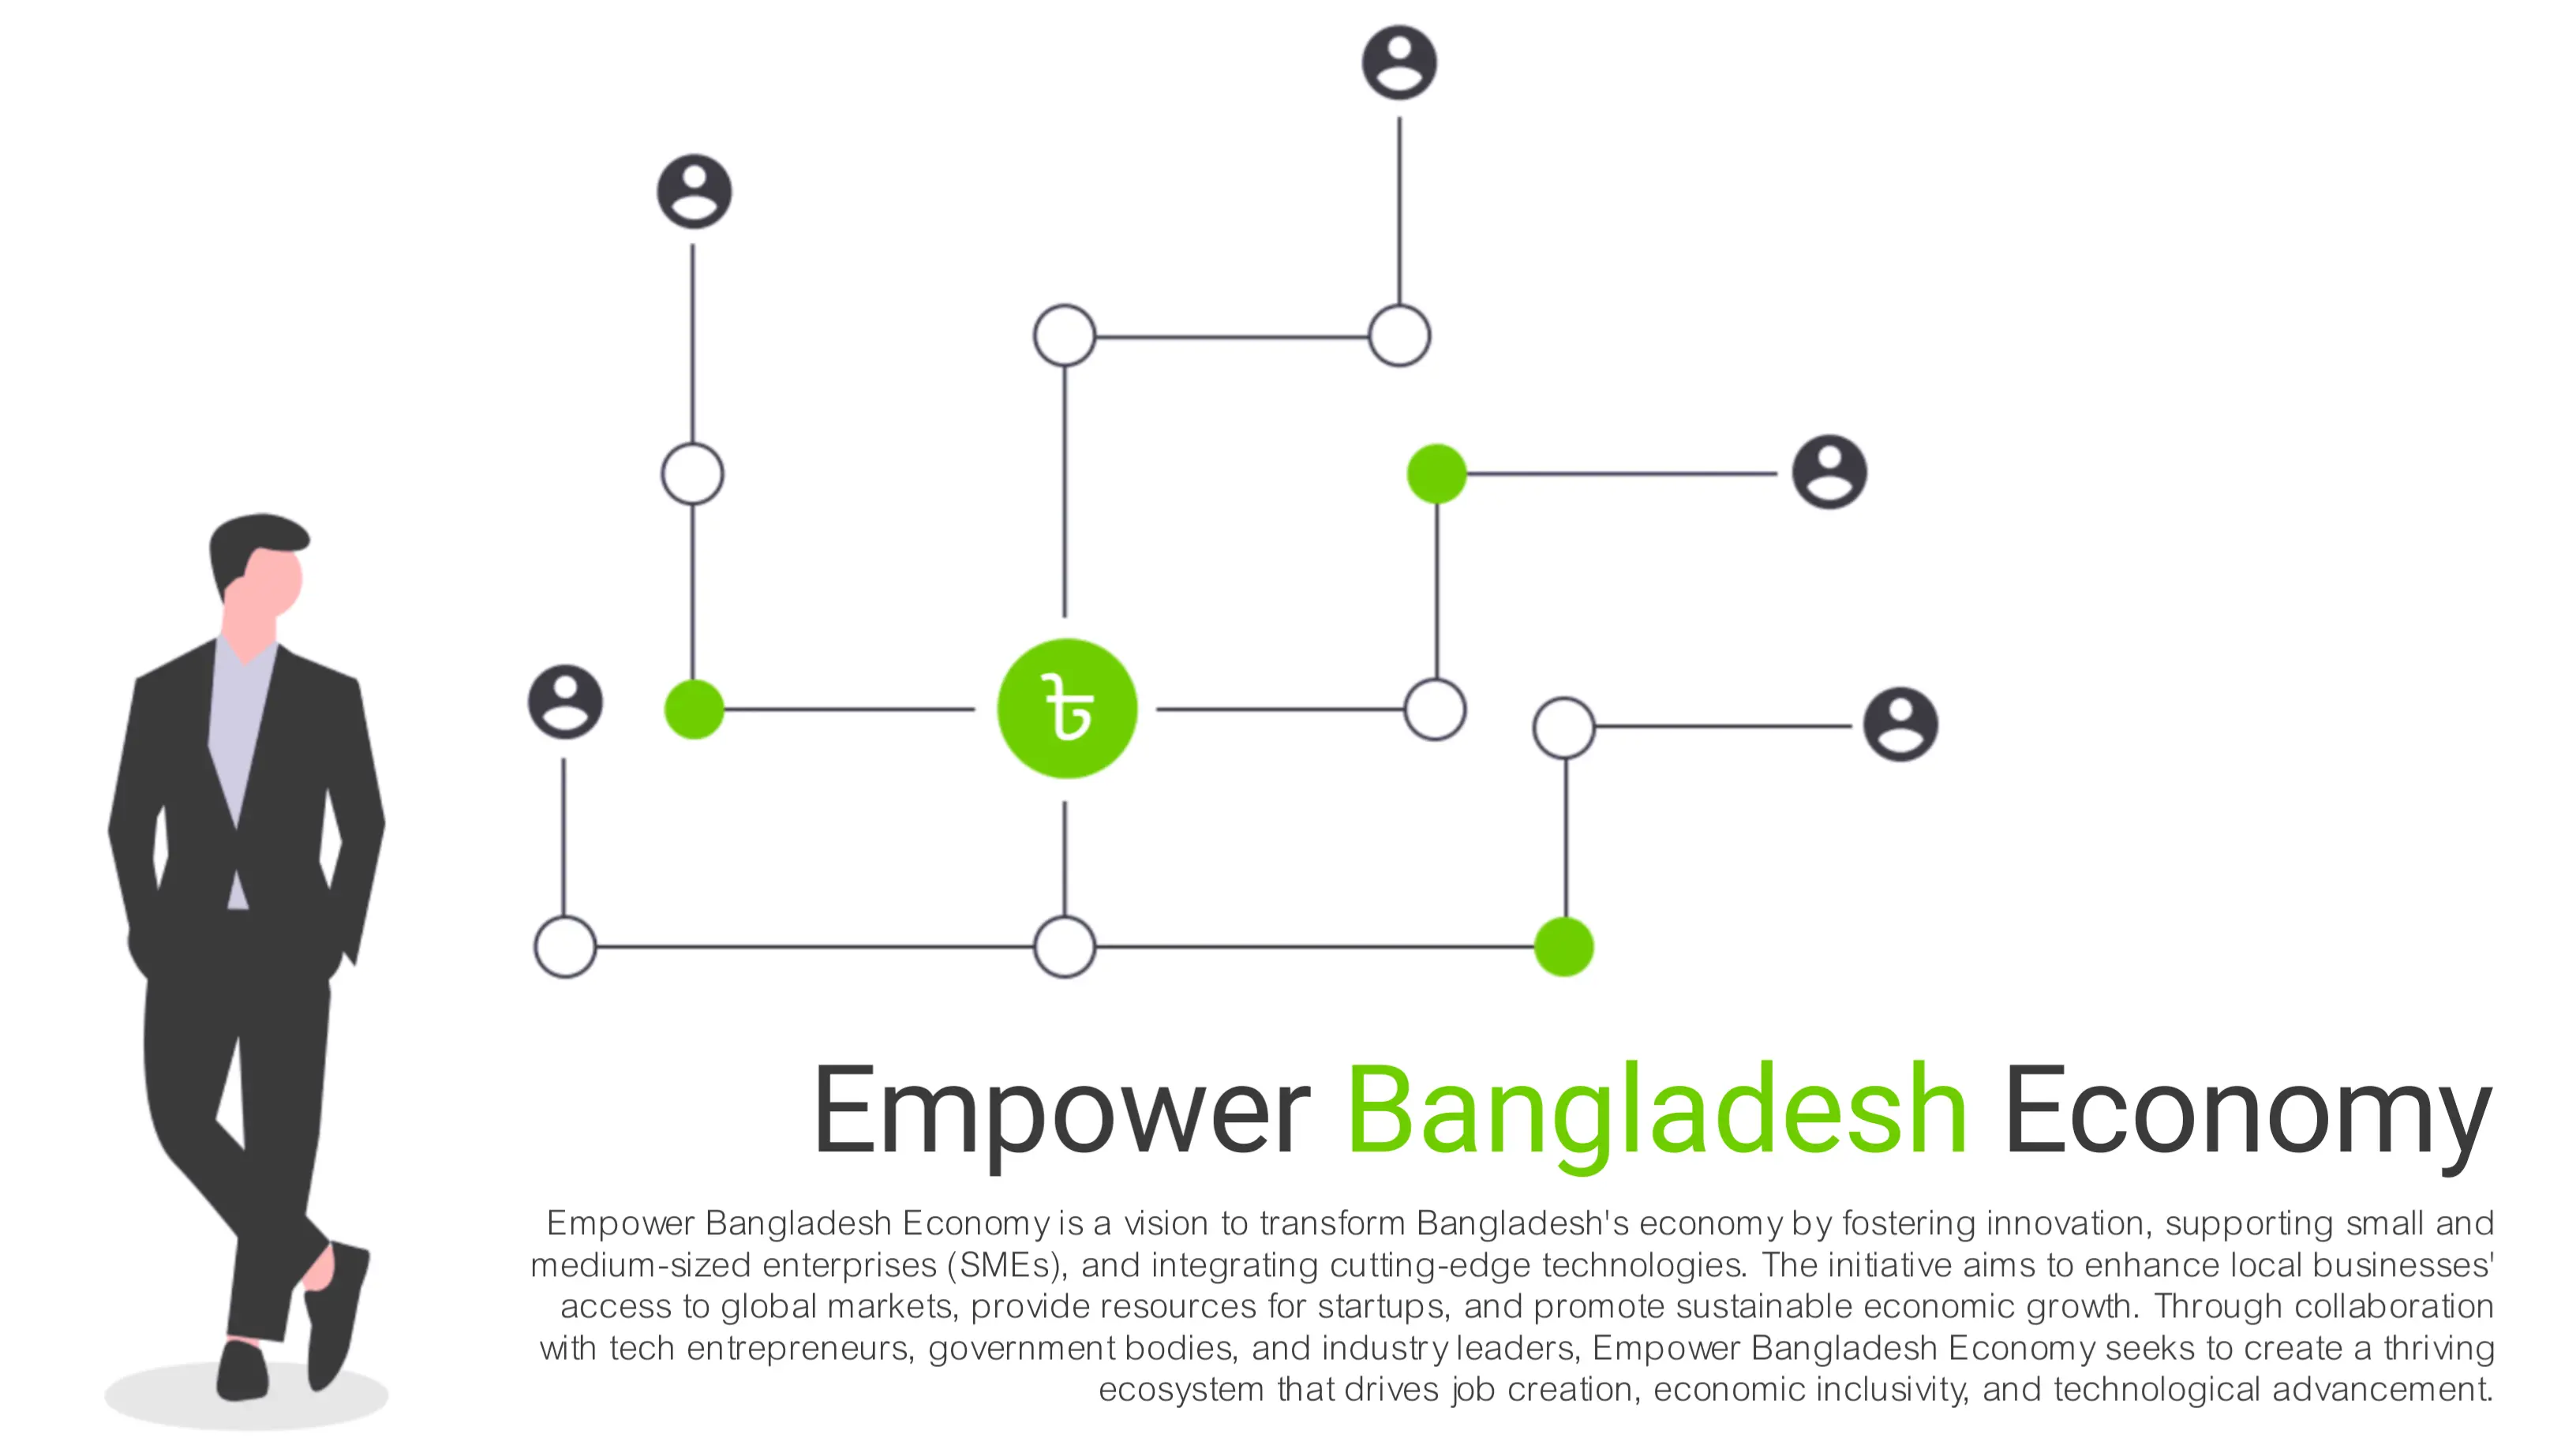 ৳
Empower Bangladesh Economy
Empower Bangladesh Economy is a vision to transform Bangladesh's economy by fostering innovation, supporting small and
medium-sized enterprises (SMEs), and integrating cutting-edge technologies. The initiative aims to enhance local businesses'
access to global markets, provide resources for startups, and promote sustainable economic growth. Through collaboration
with tech entrepreneurs, government bodies, and industry leaders, Empower Bangladesh Economy seeks to create a thriving
ecosystem that drives job creation, economic inclusivity, and technological advancement.